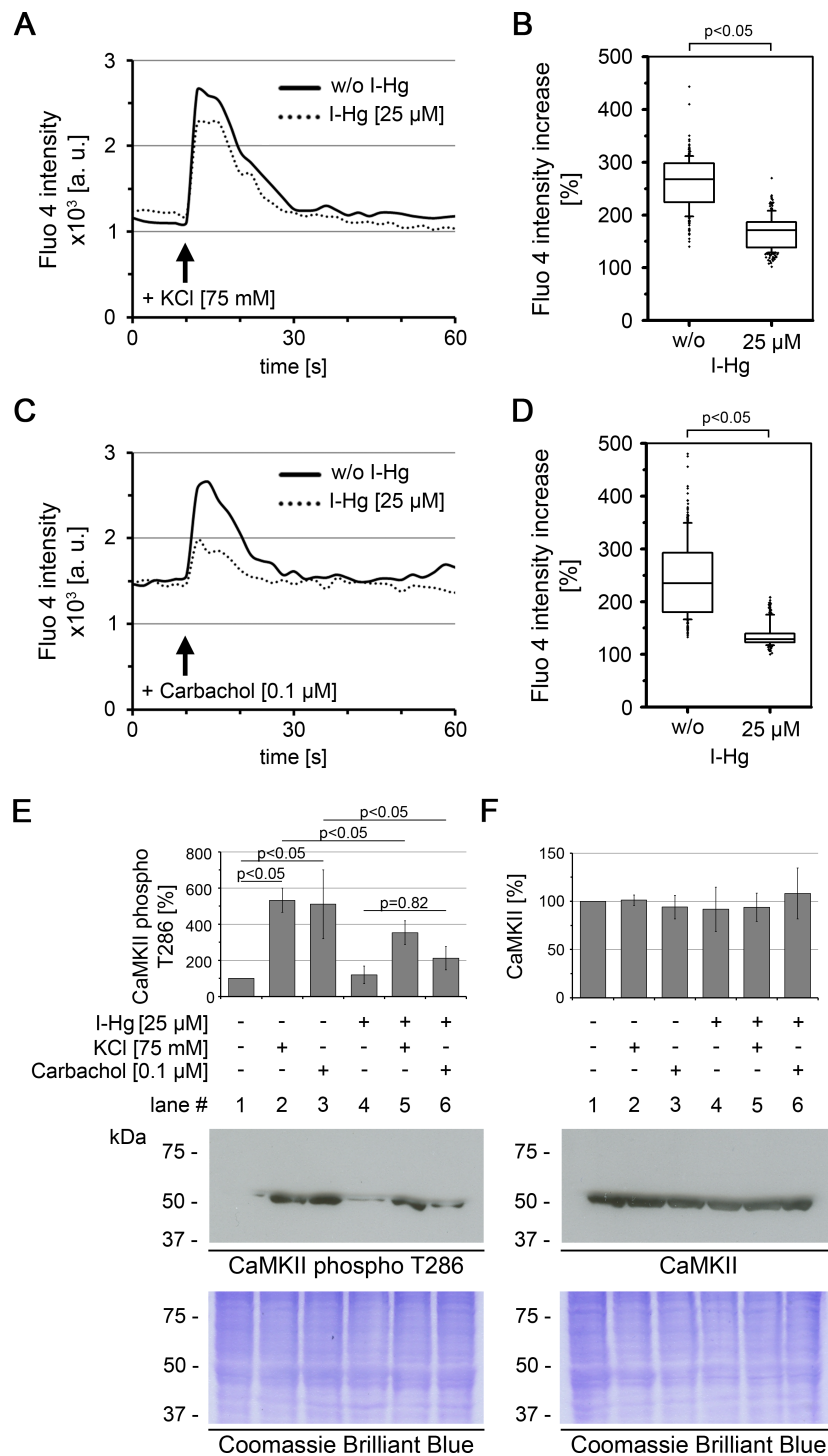 A
3
2
1
0
Fluo 4 intensity
x10³ [a. u.]
w/o I-Hg
I-Hg [25 µM]
+ KCl [75 mM]
0 30 60
time [s]
B
p<0.05
500
400
300
200
100
0
Fluo 4 intensity increase
[%]
w/o 25 µM
I-Hg
C
3
2
1
0
Fluo 4 intensity
x10³ [a. u.]
w/o I-Hg
I-Hg [25 µM]
+ Carbachol [0.1 µM]
0 30 60
time [s]
D
p<0.05
500
400
300
200
100
0
Fluo 4 intensity increase
[%]
w/o 25 µM
I-Hg
E
p<0.05
p<0.05
p<0.05
p<0.05
p=0.82
800
600
400
200
0
CaMKII phospho
T286 [%]
I-Hg [25 µM] - - - + + +
KCl [75 mM] - + - - + -
Carbachol [0.1 µM] - - + - - +
lane # 1 2 3 4 5 6
kDa
75 -
50 -
37 -
CaMKII phospho T286
75 -
50 -
37 -
Coomassie Brilliant Blue
F
150
100
50
0
CaMKII [%]
- - - + + +
- + - - + -
- - + - - +
1 2 3 4 5 6
75 -
50 -
37 -
CaMKII
75 -
50 -
37 -
Coomassie Brilliant Blue